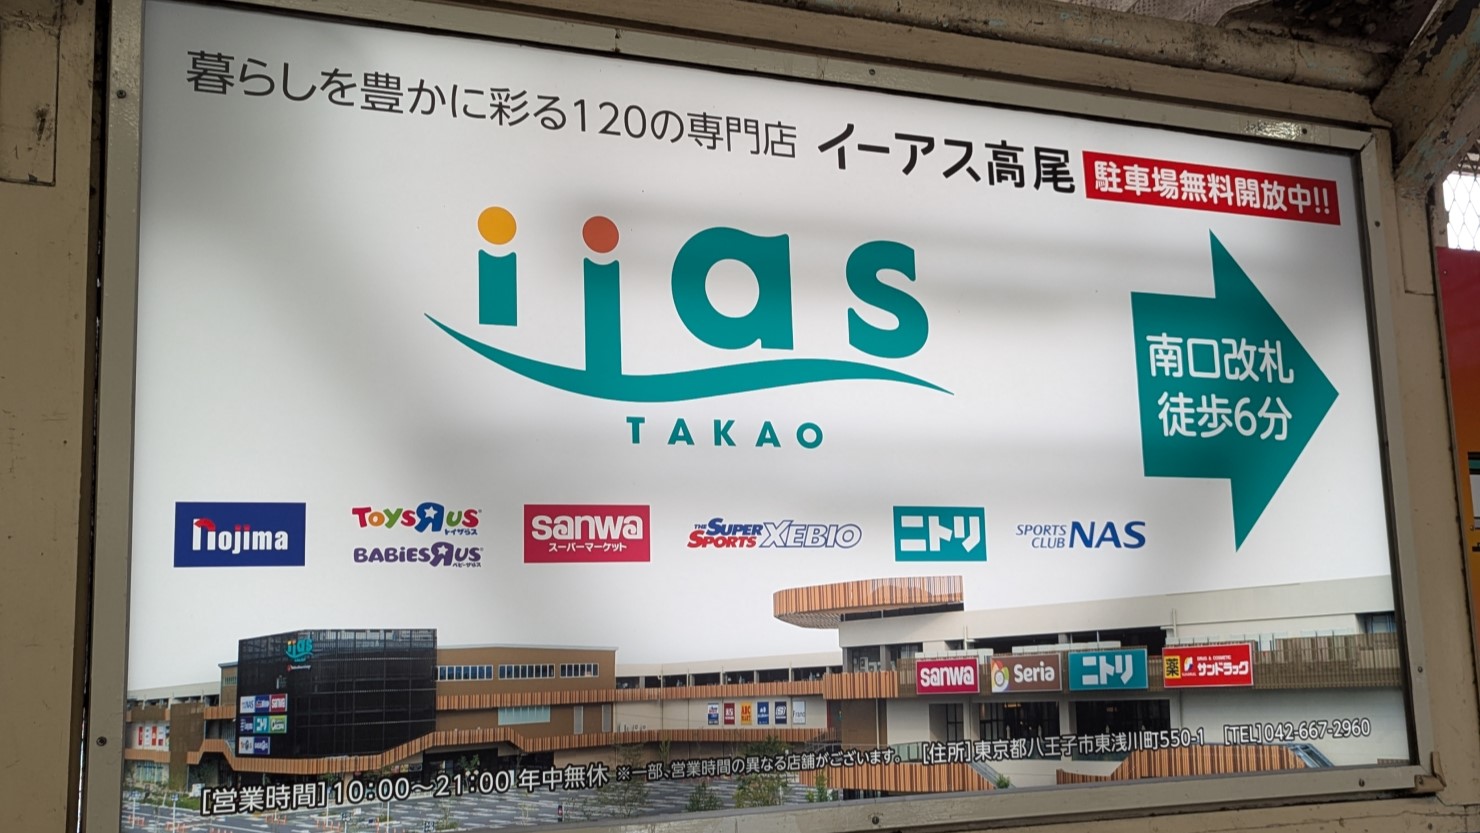 暮らしを豊かに彩る120の専門店 イーアス高尾 駐車場無料開放中!!
iias
TAKAO
南口改札
徒歩6分
nojima
TOYSRUS トイザらス
BABIESRUS ベビーザらス
sanwa
スーパーマーケット
THE SUPER SPORTS XEBIO
ニトリ
SPORTS CLUB NAS
iias
sanwa Seria ニトリ 薬 サンドラッグ
[営業時間]10:00~21:00 年中無休 ※一部、営業時間の異なる店舗がございます。 [住所]東京都八王子市東浅川町550-1 [TEL]042-667-2960